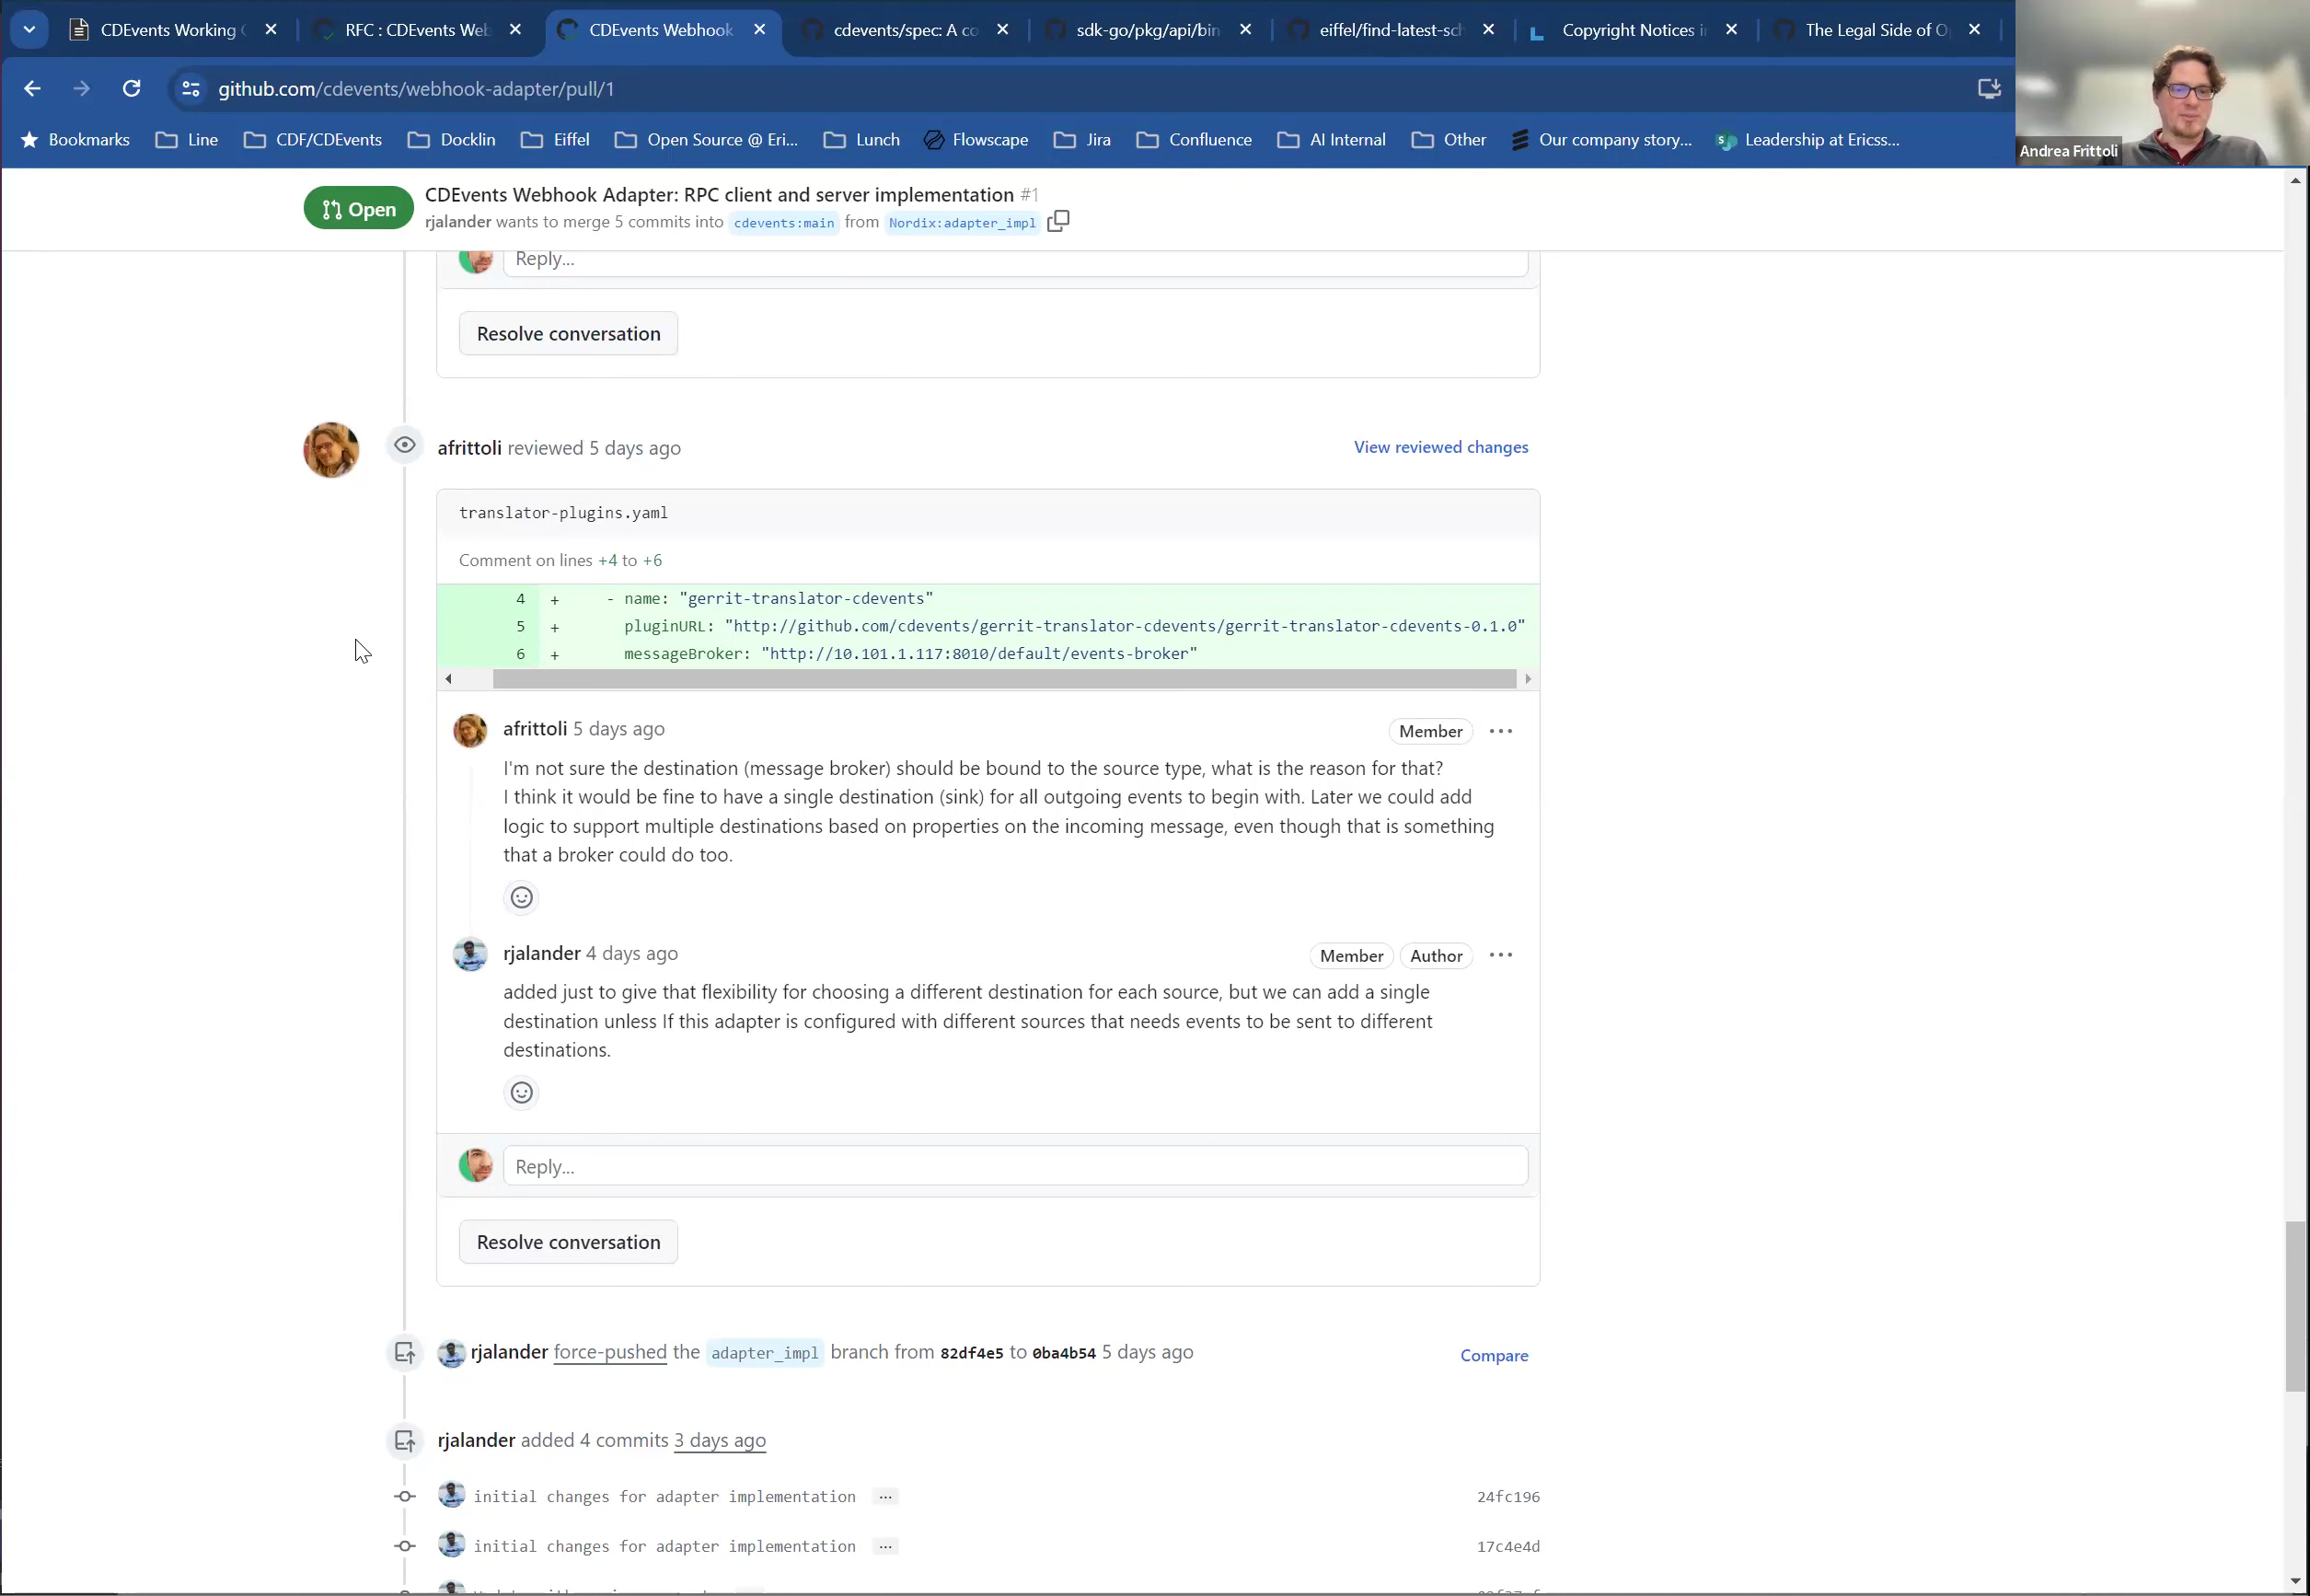 CDEvents Working
RFC : CDEvents Web
CDEvents Webhook
cdevents/spec: A co
sdk-go/pkg/api/bin
eiffel/find-latest-sch
Copyright Notices i
The Legal Side of O
github.com/cdevents/webhook-adapter/pull/1
Bookmarks Line CDF/CDEvents Docklin Eiffel Open Source @ Eri... Lunch Flowscape Jira Confluence AI Internal Other Our company story... Leadership at Ericss...
Andrea Frittoli
Open
CDEvents Webhook Adapter: RPC client and server implementation #1
rjalander wants to merge 5 commits into cdevents:main from Nordix:adapter_impl
Reply...
Resolve conversation
afrittoli reviewed 5 days ago
View reviewed changes
translator-plugins.yaml
Comment on lines +4 to +6
4 + - name: "gerrit-translator-cdevents"
5 + pluginURL: "http://github.com/cdevents/gerrit-translator-cdevents/gerrit-translator-cdevents-0.1.0"
6 + messageBroker: "http://10.101.1.117:8010/default/events-broker"
afrittoli 5 days ago
Member
I'm not sure the destination (message broker) should be bound to the source type, what is the reason for that?
I think it would be fine to have a single destination (sink) for all outgoing events to begin with. Later we could add
logic to support multiple destinations based on properties on the incoming message, even though that is something
that a broker could do too.
rjalander 4 days ago
Member Author
added just to give that flexibility for choosing a different destination for each source, but we can add a single
destination unless If this adapter is configured with different sources that needs events to be sent to different
destinations.
Reply...
Resolve conversation
rjalander force-pushed the adapter_impl branch from 82df4e5 to 0ba4b54 5 days ago
Compare
rjalander added 4 commits 3 days ago
initial changes for adapter implementation ... 24fc196
initial changes for adapter implementation ... 17c4e4d